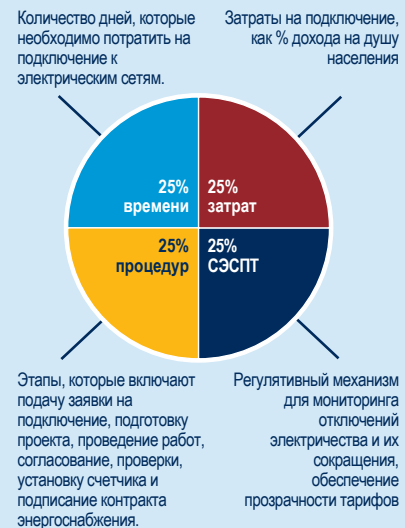 Количество дней, которые
необходимо потратить на
подключение к
электрическим сетям.
Затраты на подключение,
как % дохода на душу
населения
25%
времени
25%
затрат
25%
процедур
25%
СЭСПТ
Этапы, которые включают
подачу заявки на
подключение, подготовку
проекта, проведение работ,
согласование, проверки,
установку счетчика и
подписание контракта
энергоснабжения.
Регулятивный механизм
для мониторинга
отключений
электричества и их
сокращения,
обеспечение
прозрачности тарифов